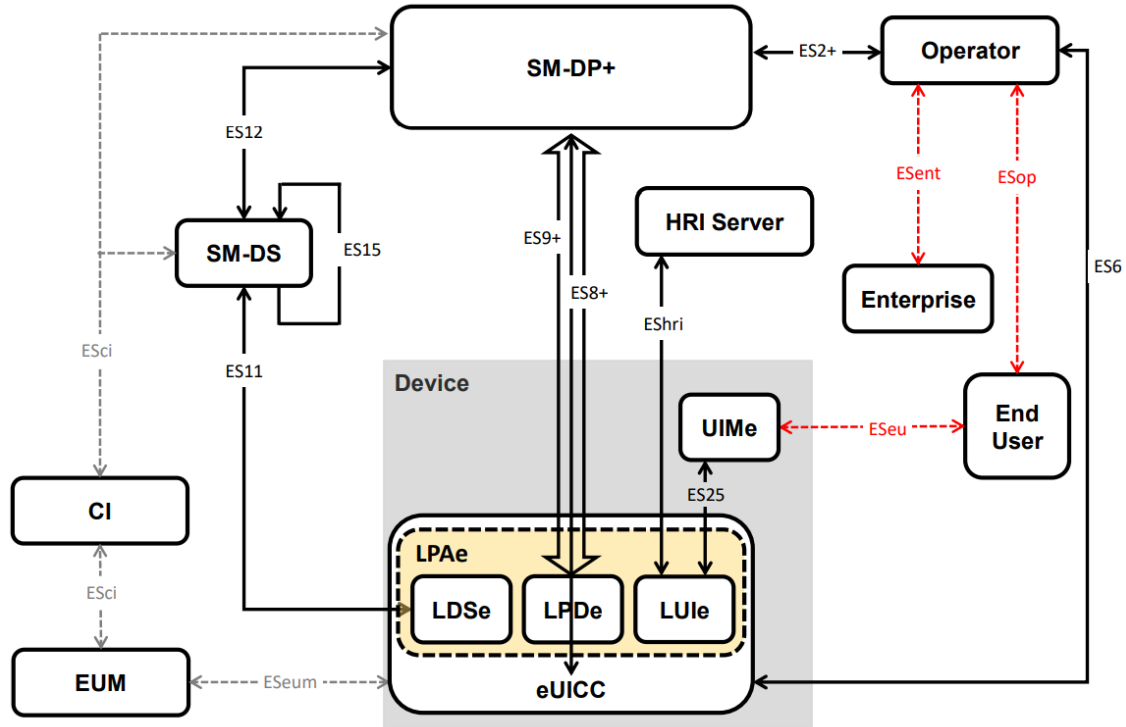 SM-DP+
ES2+
Operator
ES12
ESent
ESop
HRI Server
ES9+
SM-DS
ES15
ES6
ES8+
Enterprise
EShri
ESci
ES11
Device
End
User
UIMe
ESeu
ES25
CI
LPAe
ESci
LDSe
LPDe
LUIe
EUM
ESeum
eUICC